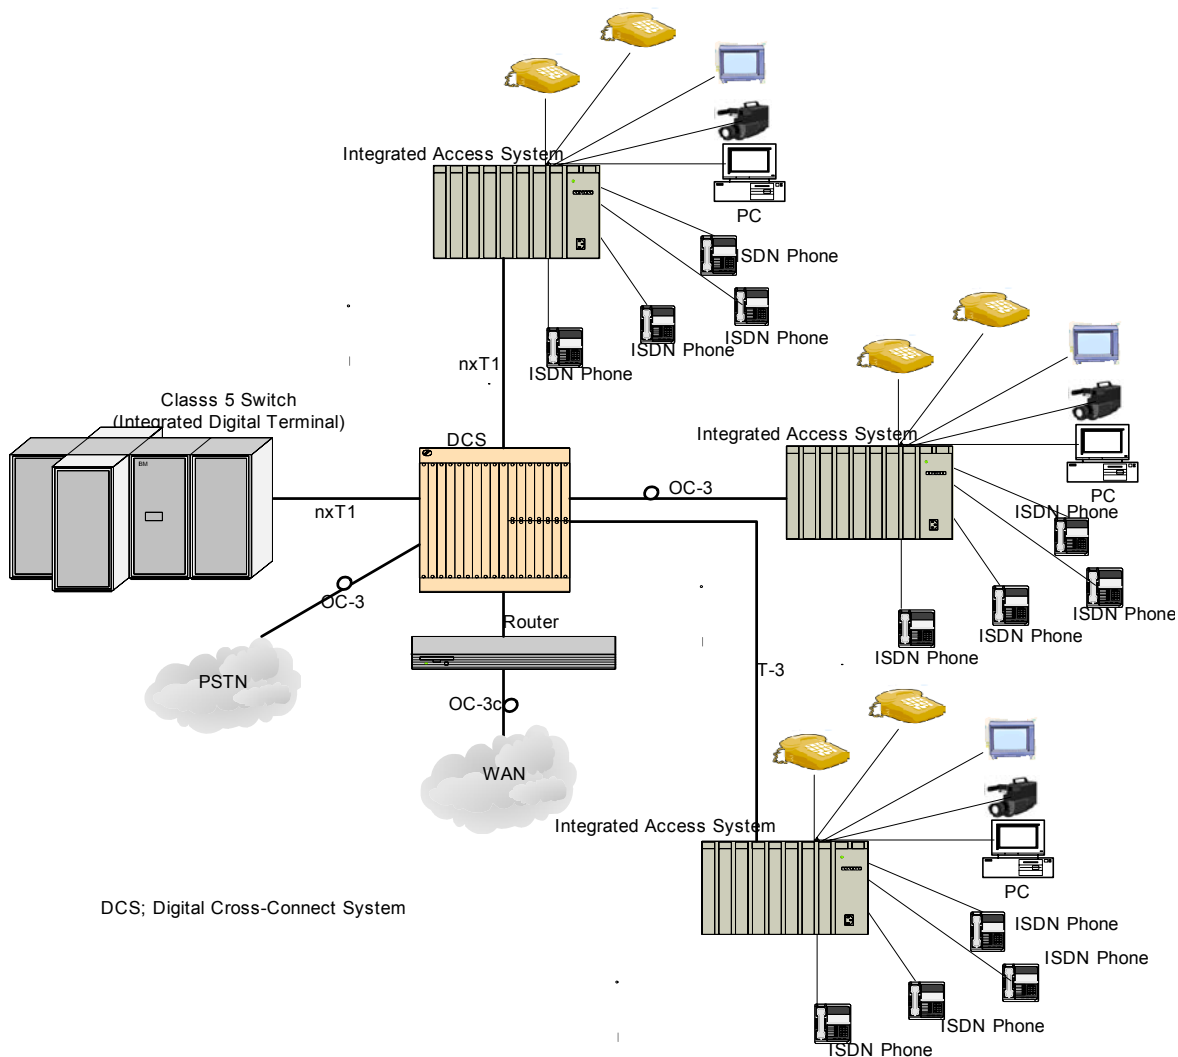 Integrated Access System
PC
ISDN Phone
ISDN Phone
ISDN Phone
ISDN Phone
nxT1
Classs 5 Switch
(Integrated Digital Terminal)
BM
DCS
nxT1
OC-3
Integrated Access System
PC
ISDN Phone
ISDN Phone
ISDN Phone
ISDN Phone
OC-3
PSTN
Router
OC-3c
WAN
T-3
Integrated Access System
PC
ISDN Phone
ISDN Phone
ISDN Phone
ISDN Phone
DCS; Digital Cross-Connect System